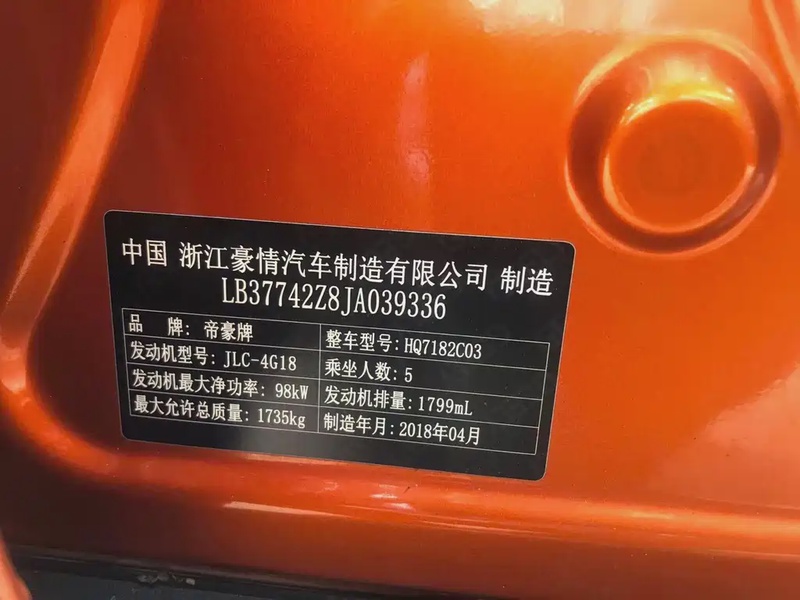 中国 浙江豪情汽车制造有限公司 制造
LB37742Z8JA039336
品 牌: 帝豪牌 整车型号: HQ7182C03
发动机型号: JLC-4G18 乘坐人数: 5
发动机最大净功率: 98kW 发动机排量: 1799mL
最大允许总质量: 1735kg 制造年月: 2018年04月